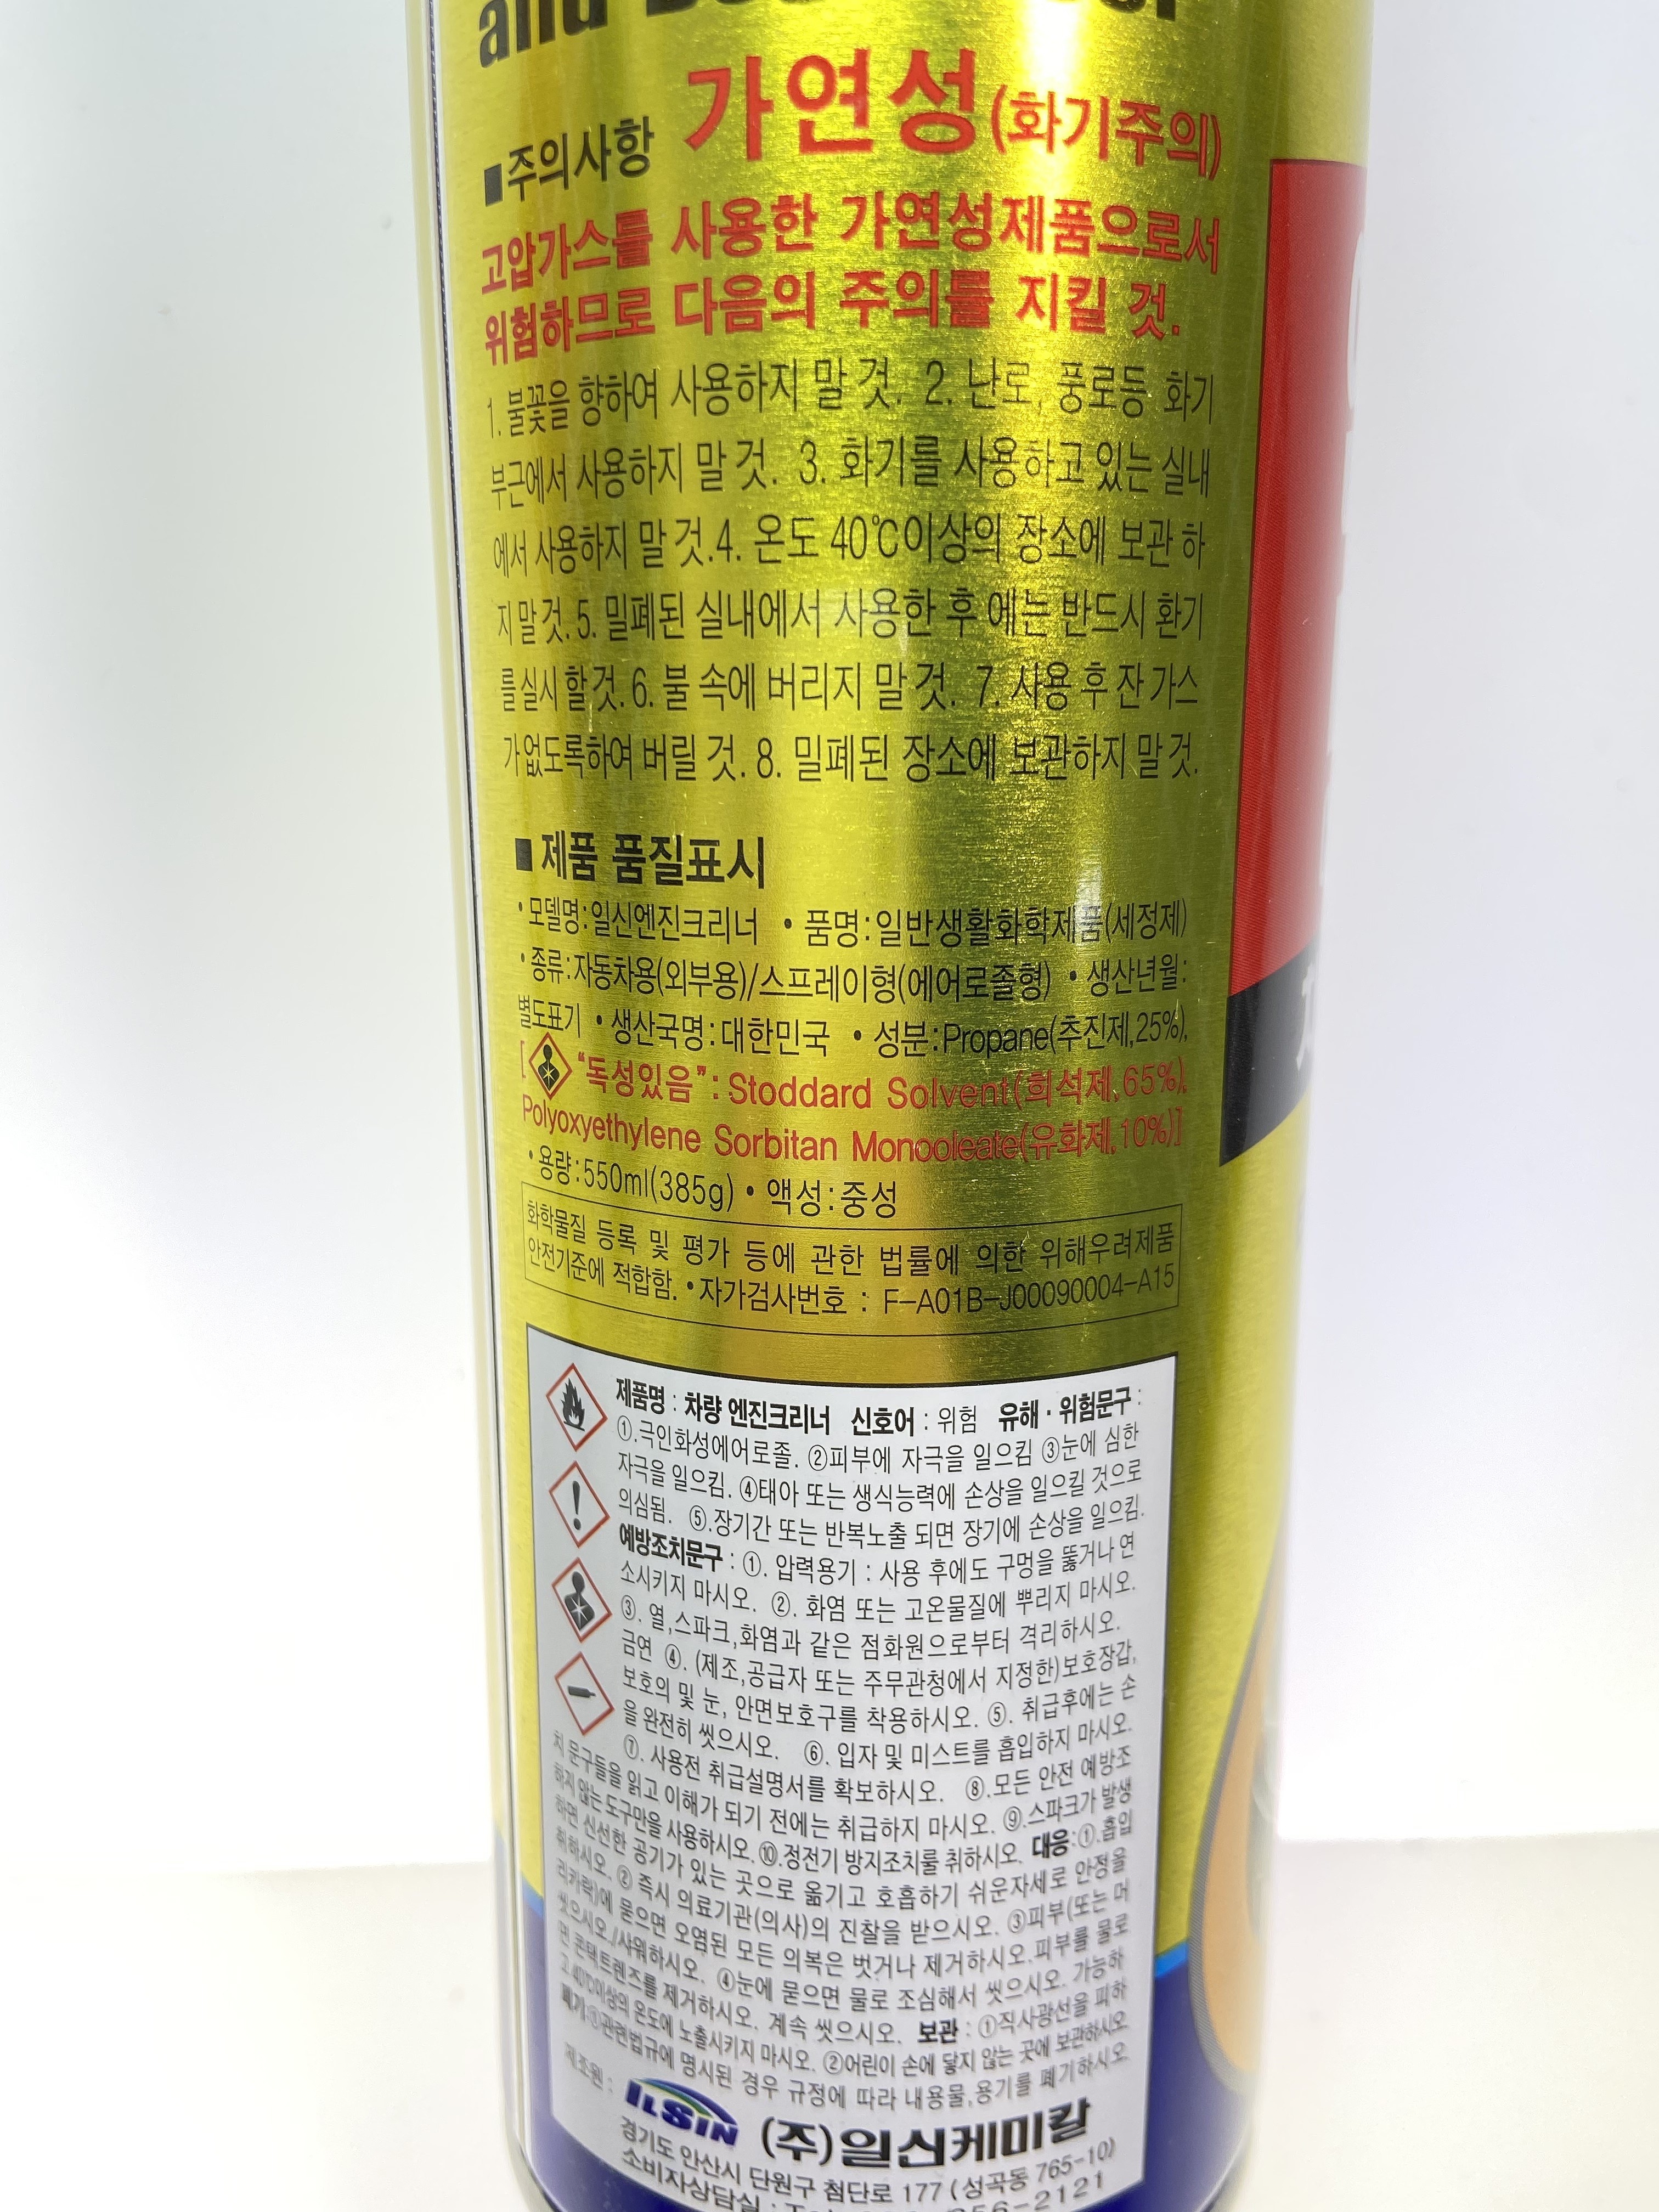 and
가연성(화기주의)
■주의사항
고압가스를 사용한 가연성제품으로서
위험하므로 다음의 주의를 지킬 것.
1. 불꽃을 향하여 사용하지 말 것. 2. 난로, 풍로등 화기
부근에서 사용하지 말 것. 3. 화기를 사용하고 있는 실내
에서 사용하지 말 것.4. 온도 40℃이상의 장소에 보관 하
지 말 것. 5. 밀폐된 실내에서 사용한 후 에는 반드시 환기
를 실시 할 것. 6. 불 속에 버리지 말 것. 7. 사용 후 잔 가스
가 없도록하여 버릴 것. 8. 밀폐된 장소에 보관하지 말 것.
■ 제품 품질표시
•모델명:일신엔진크리너 •품명:일반생활화학제품(세정제)
•종류:자동차용(외부용)/스프레이형(에어로졸형) •생산년월:
별도표기 •생산국명:대한민국 •성분:Propane(추진제,25%),
["독성있음":Stoddard Solvent(희석제,65%),
Polyoxyethylene Sorbitan Monooleate(유화제,10%)]
•용량:550ml(385g) •액성:중성
화학물질 등록 및 평가 등에 관한 법률에 의한 위해우려제품
안전기준에 적합함. •자가검사번호 : F-A01B-J00090004-A15
제품명 : 차량 엔진크리너 신호어 : 위험 유해·위험문구 :
①.극인화성에어로졸. ②피부에 자극을 일으킴 ③눈에 심한
자극을 일으킴. ④태아 또는 생식능력에 손상을 일으킬 것으로
의심됨. ⑤.장기간 또는 반복노출 되면 장기에 손상을 일으킴.
예방조치문구 : ①. 압력용기 : 사용 후에도 구멍을 뚫거나 연
소시키지 마시오. ②. 화염 또는 고온물질에 뿌리지 마시오.
③. 열,스파크,화염과 같은 점화원으로부터 격리하시오.
금연 ④. (제조,공급자 또는 주무관청에서 지정한)보호장갑,
보호의 및 눈, 안면보호구를 착용하시오. ⑤. 취급후에는 손
을 완전히 씻으시오. ⑥. 입자 및 미스트를 흡입하지 마시오.
⑦. 사용전 취급설명서를 확보하시오. ⑧.모든 안전 예방조
치 문구들을 읽고 이해가 되기 전에는 취급하지 마시오. ⑨.스파크가 발생
하지 않는 도구만을 사용하시오. ⑩.정전기 방지조치룰 취하시오. 대응:①.흡입
하면 신선한 공기가 있는 곳으로 옮기고 호흡하기 쉬운자세로 안정을
취하시오. ② 즉시 의료기관(의사)의 진찰을 받으시오. ③피부(또는 머
리카락)에 묻으면 오염된 모든 의복은 벗거나 제거하시오.피부를 물로
씻으시오./샤워하시오. ④눈에 묻으면 물로 조심해서 씻으시오. 가능하
면 콘택트렌즈를 제거하시오. 계속 씻으시오. 보관 : ①직사광선을 피하
고 40℃이상의 온도에 노출시키지 마시오. ②어린이 손에 닿지 않는 곳에 보관하시오.
폐기:①관련법규에 명시된 경우 규정에 따라 내용물,용기를 폐기하시오.
제조원 : ILSIN (주)일신케미칼
경기도 안산시 단원구 첨단로 177 (성곡동 765-10)
소비자상담실 :